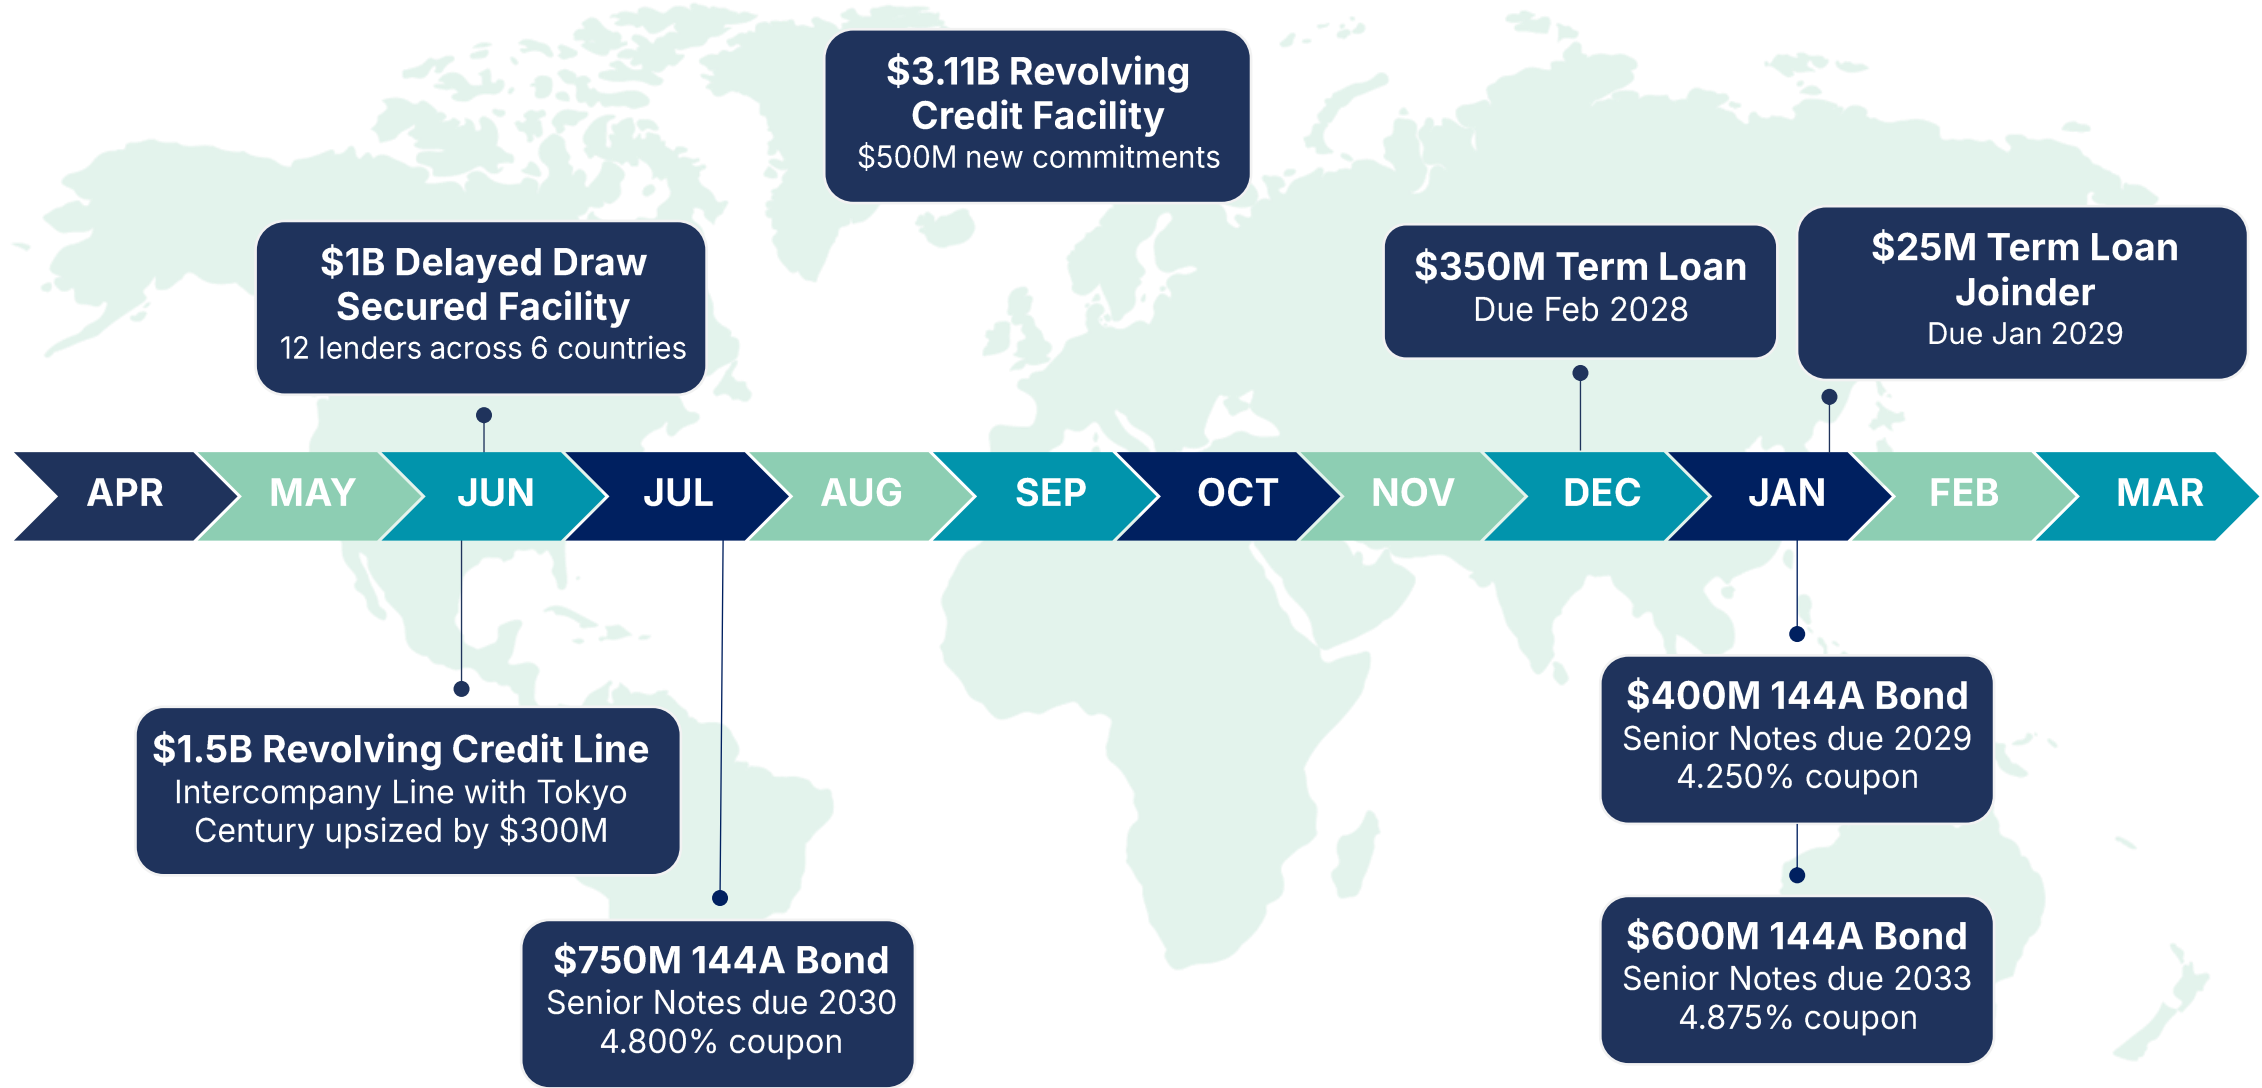 $3.11B Revolving
Credit Facility
$500M new commitments
$1B Delayed Draw
Secured Facility
12 lenders across 6 countries
$350M Term Loan
Due Feb 2028
$25M Term Loan
Joinder
Due Jan 2029
APR
MAY
JUN
JUL
AUG
SEP
OCT
NOV
DEC
JAN
FEB
MAR
$1.5B Revolving Credit Line
Intercompany Line with Tokyo
Century upsized by $300M
$750M 144A Bond
Senior Notes due 2030
4.800% coupon
$400M 144A Bond
Senior Notes due 2029
4.250% coupon
$600M 144A Bond
Senior Notes due 2033
4.875% coupon